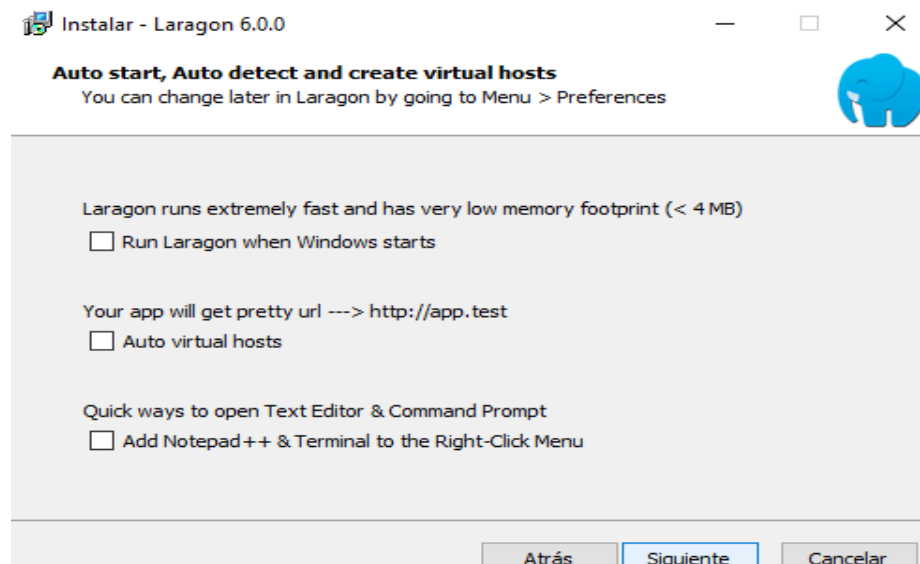 Instalar - Laragon 6.0.0
Auto start, Auto detect and create virtual hosts
You can change later in Laragon by going to Menu > Preferences
Laragon runs extremely fast and has very low memory footprint (< 4 MB)
Run Laragon when Windows starts
Your app will get pretty url ---> http://app.test
Auto virtual hosts
Quick ways to open Text Editor & Command Prompt
Add Notepad++ & Terminal to the Right-Click Menu
Atrás Siguiente Cancelar